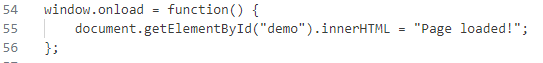 54 window.onload = function() {
55     document.getElementById("demo").innerHTML = "Page loaded!";
56 };